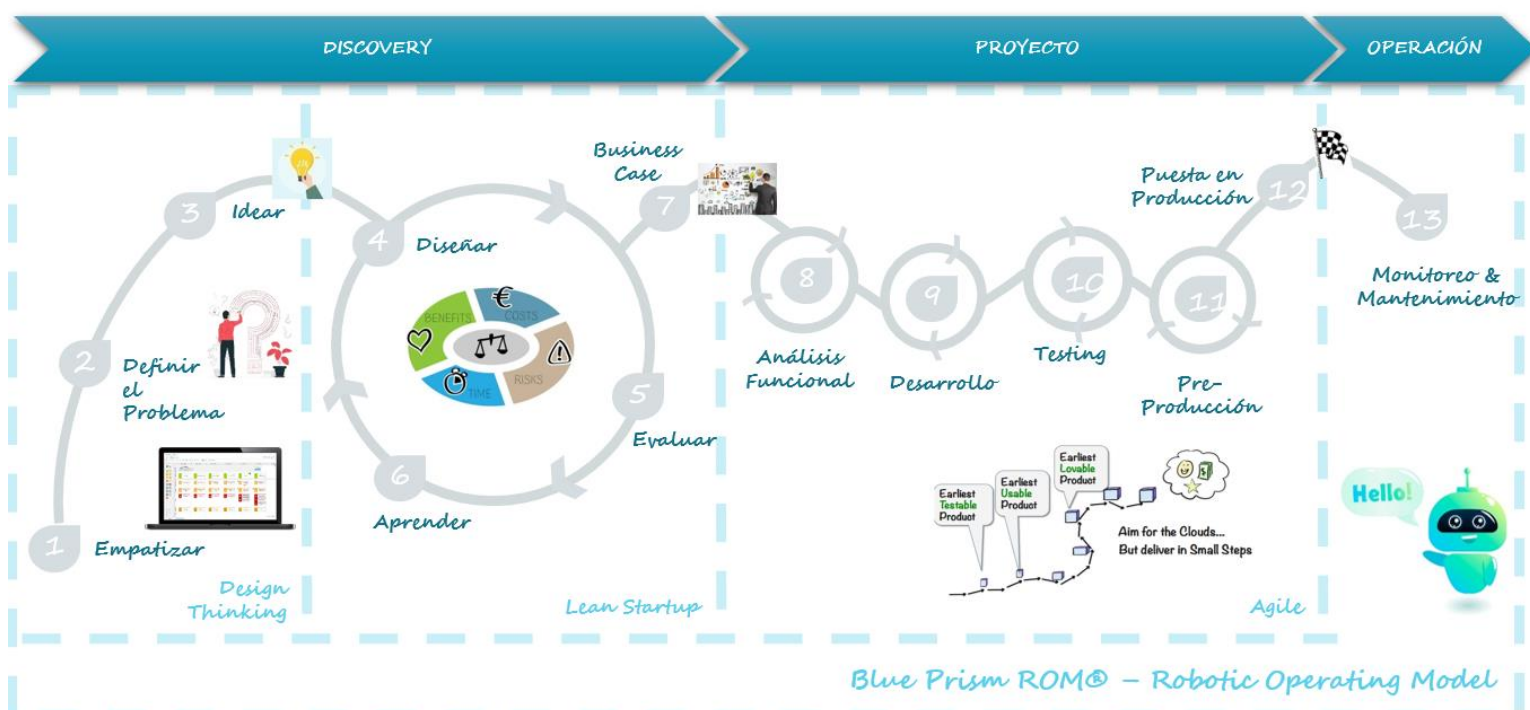 DISCOVERY
PROYECTO
OPERACIÓN
1
Empatizar
2
Definir
el
Problema
3
Idear
Design
Thinking
4
Diseñar
BENEFITS
€
COSTS
TIME
RISKS
5
Evaluar
6
Aprender
7
Business
Case
Lean Startup
8
Análisis
Funcional
9
Desarrollo
10
Testing
11
Pre-
Producción
12
Puesta en
Producción
Earliest
Testable
Product
Earliest
Usable
Product
Earliest
Lovable
Product
Aim for the Clouds...
But deliver in Small Steps
Agile
13
Monitoreo &
Mantenimiento
Hello!
Blue Prism ROM® – Robotic Operating Model